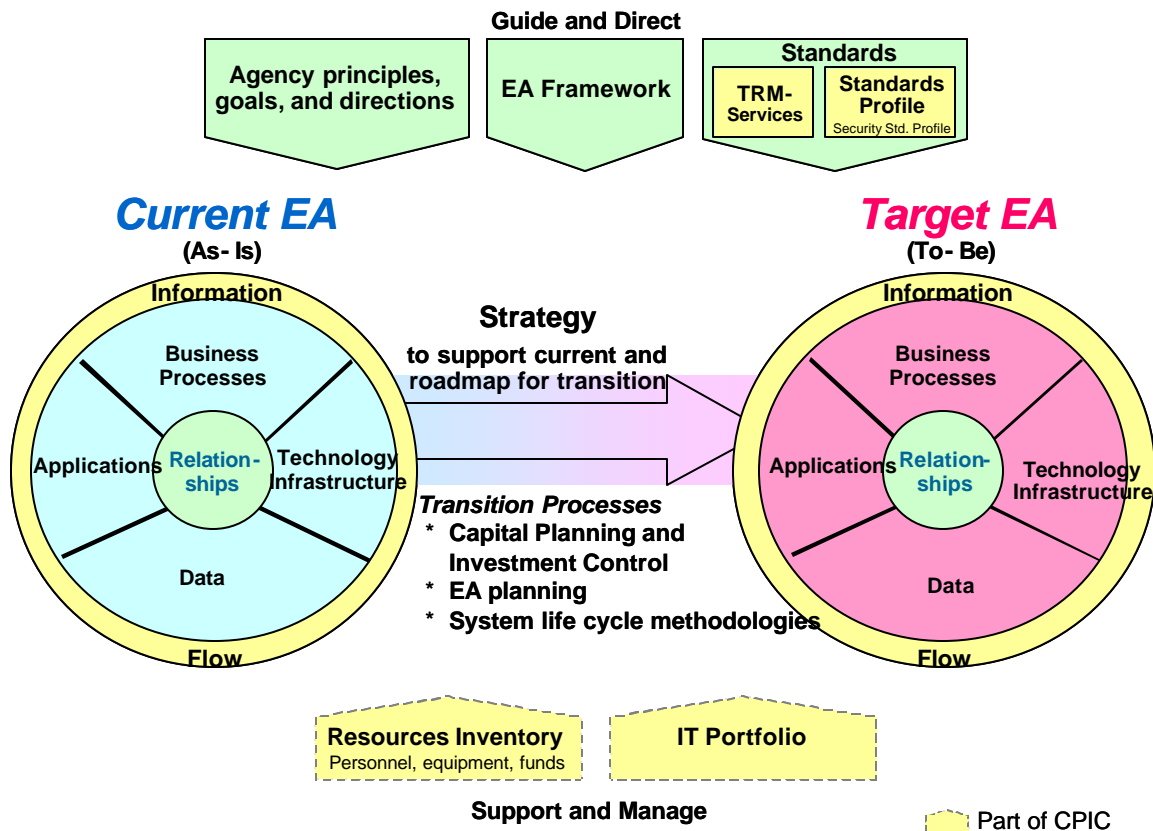 Guide and Direct
Agency principles,
goals, and directions
EA Framework
Standards
TRM-
Services
Standards
Profile
Security Std. Profile
Current EA
(As- Is)
Target EA
(To- Be)
Information
Business
Processes
Applications
Relation-
ships
Technology
Infrastructure
Data
Flow
Strategy
to support current and
roadmap for transition
Transition Processes
* Capital Planning and
Investment Control
* EA planning
* System life cycle methodologies
Information
Business
Processes
Applications
Relation-
ships
Technology
Infrastructure
Data
Flow
Resources Inventory
Personnel, equipment, funds
IT Portfolio
Support and Manage
Part of CPIC